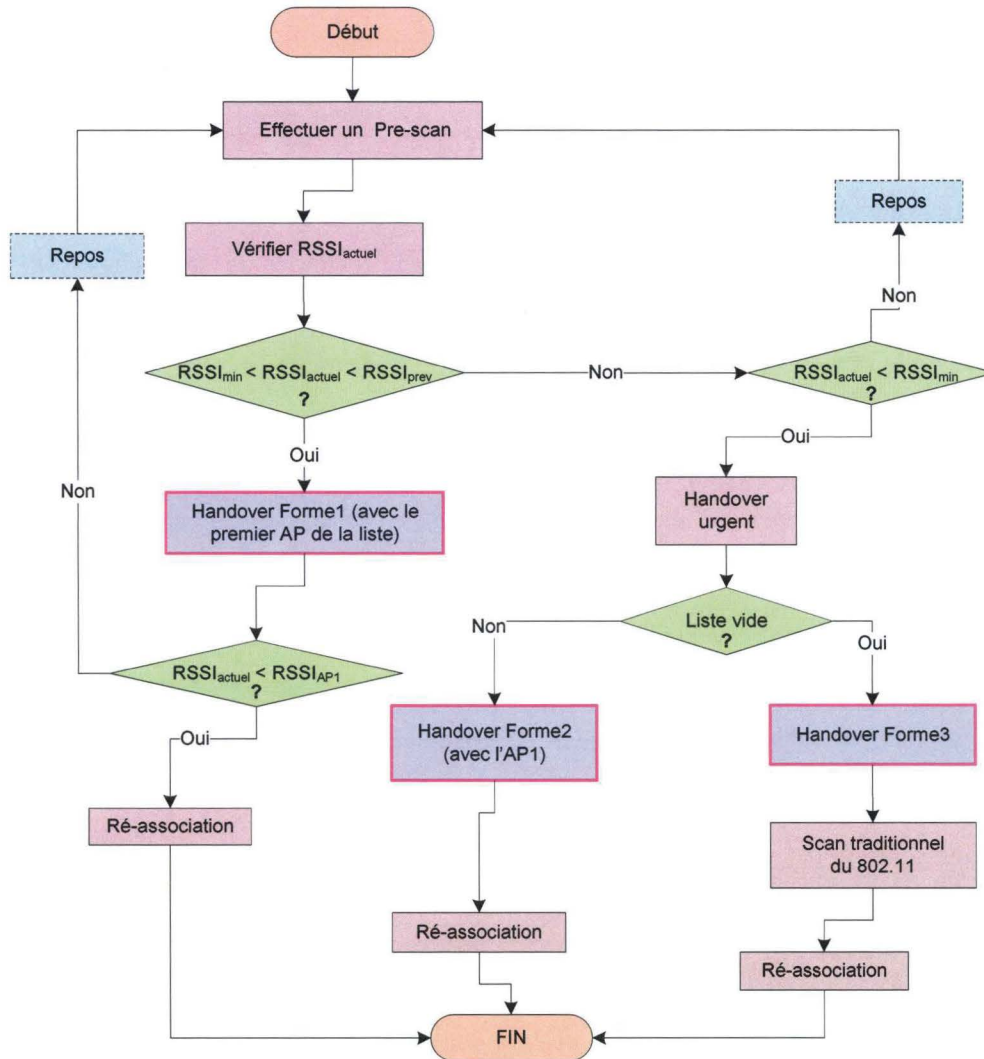 Début
Effectuer un Pre-scan
Repos
Vérifier RSSIactuel
Repos
Non
RSSImin < RSSIactuel < RSSIprev
?
Non
RSSIactuel < RSSImin
?
Oui
Oui
Non
Handover Forme1 (avec le
premier AP de la liste)
Handover
urgent
Liste vide
?
Non
Oui
RSSIactuel < RSSIAP1
?
Oui
Handover Forme2
(avec l'AP1)
Handover Forme3
Ré-association
Scan traditionnel
du 802.11
Ré-association
Ré-association
FIN